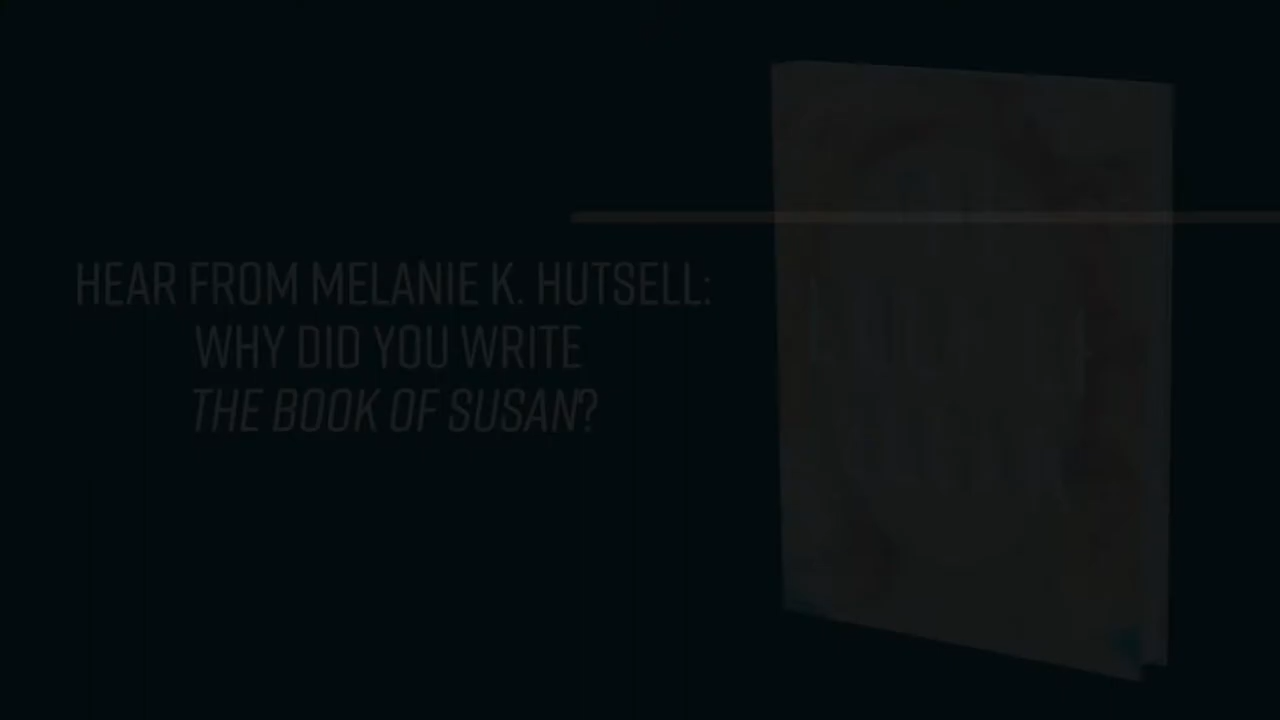 HEAR FROM MELANIE K. HUTSELL:
WHY DID YOU WRITE
THE BOOK OF SUSAN?